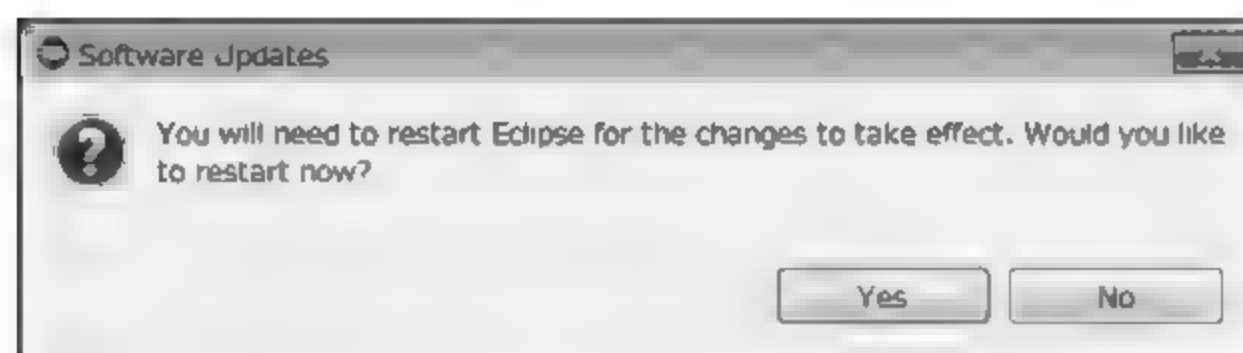 Software Updates
You will need to restart Eclipse for the changes to take effect. Would you like
to restart now?
Yes
No